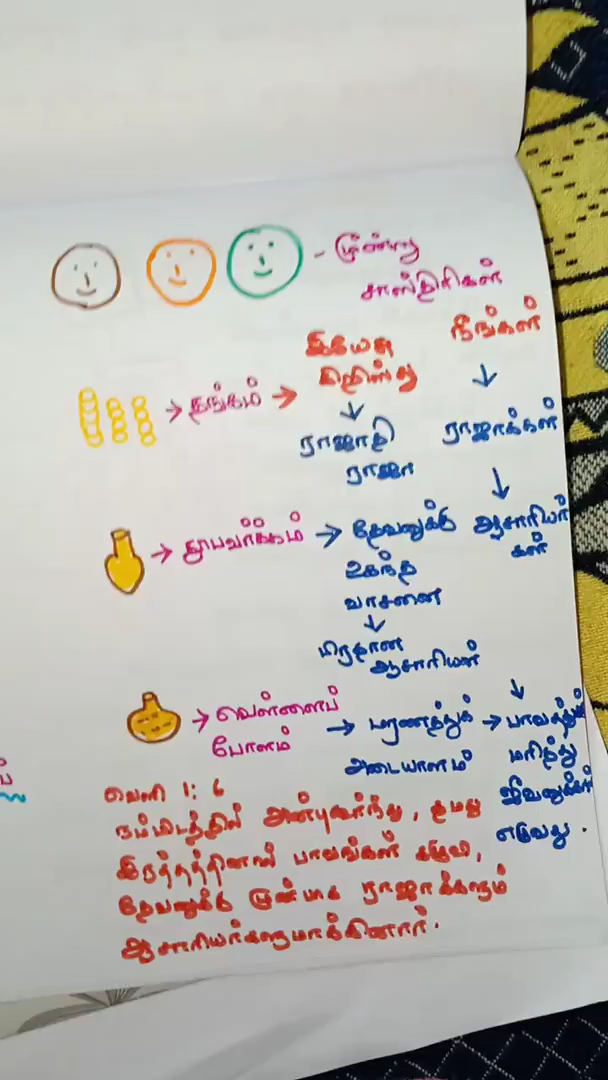 - மூன்று
சாஸ்திரிகள்
இயேசு
கிறிஸ்து
நீங்கள்
→ தங்கம் →
ராஜாதி
ராஜா
ராஜாக்கள்
→ தூபவர்க்கம் → தேவனுக்கு
உகந்த
வாசனை
பிரதான
ஆசாரியன்
ஆசாரியர்
கள்
→ வெள்ளைப்
போளம்
→ மரணத்துக்
அடையாளம்
→ பாவத்துக்கு
மரித்து
ஜீவனுக்கு
எடுவது.
வெளி 1: 6
நம்மிடத்தில் அன்புகூர்ந்து, தமது
இரத்தத்தினால் பாவங்கள் கழுவி,
தேவனுக்கு முன்பாக ராஜாக்களும்
ஆசாரியர்களுமாக்கினார்.